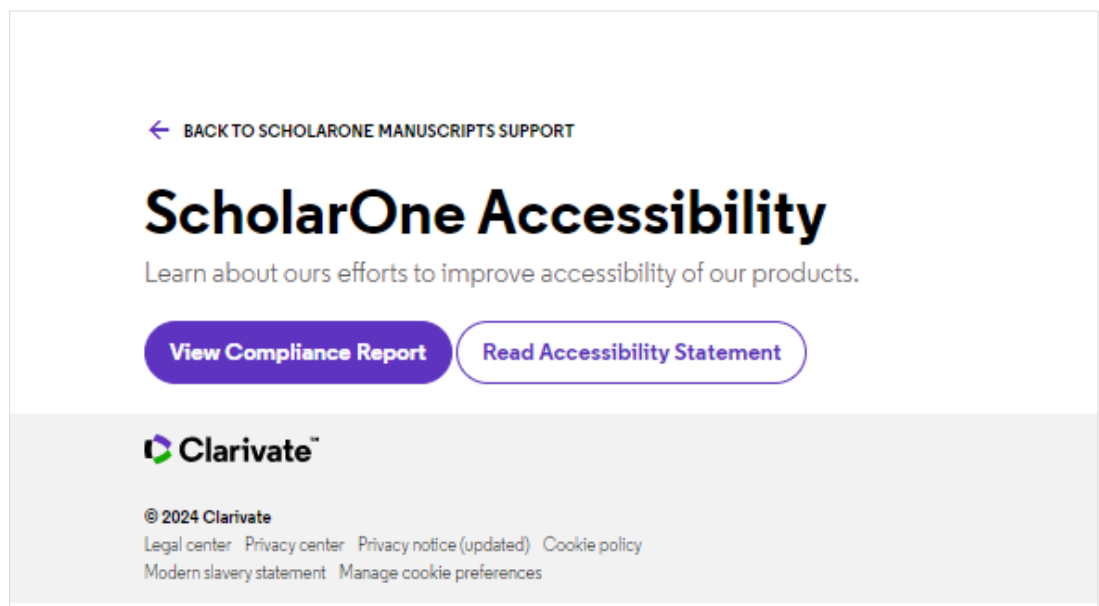 ← BACK TO SCHOLARONE MANUSCRIPTS SUPPORT
ScholarOne Accessibility
Learn about ours efforts to improve accessibility of our products.
View Compliance Report Read Accessibility Statement
Clarivate™
© 2024 Clarivate
Legal center Privacy center Privacy notice (updated) Cookie policy
Modern slavery statement Manage cookie preferences